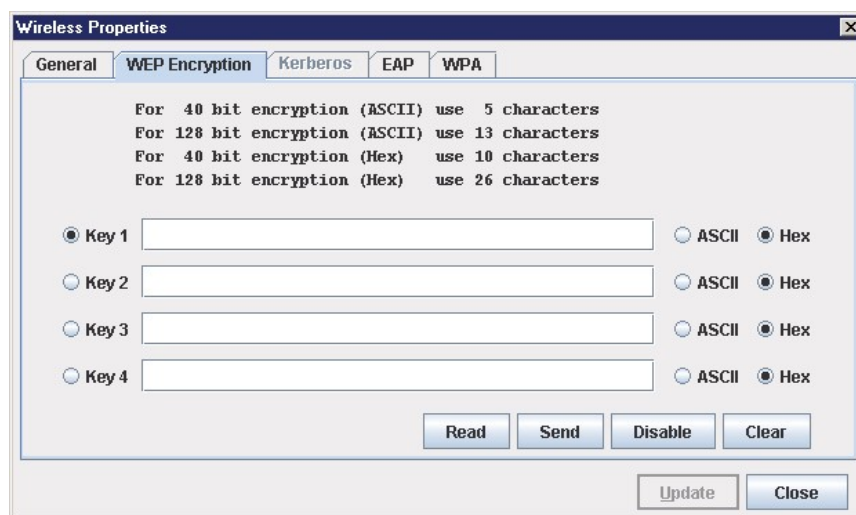 Wireless Properties
General WEP Encryption Kerberos EAP WPA
For 40 bit encryption (ASCII) use 5 characters
For 128 bit encryption (ASCII) use 13 characters
For 40 bit encryption (Hex) use 10 characters
For 128 bit encryption (Hex) use 26 characters
Key 1 ASCII Hex
Key 2 ASCII Hex
Key 3 ASCII Hex
Key 4 ASCII Hex
Read Send Disable Clear
Update Close